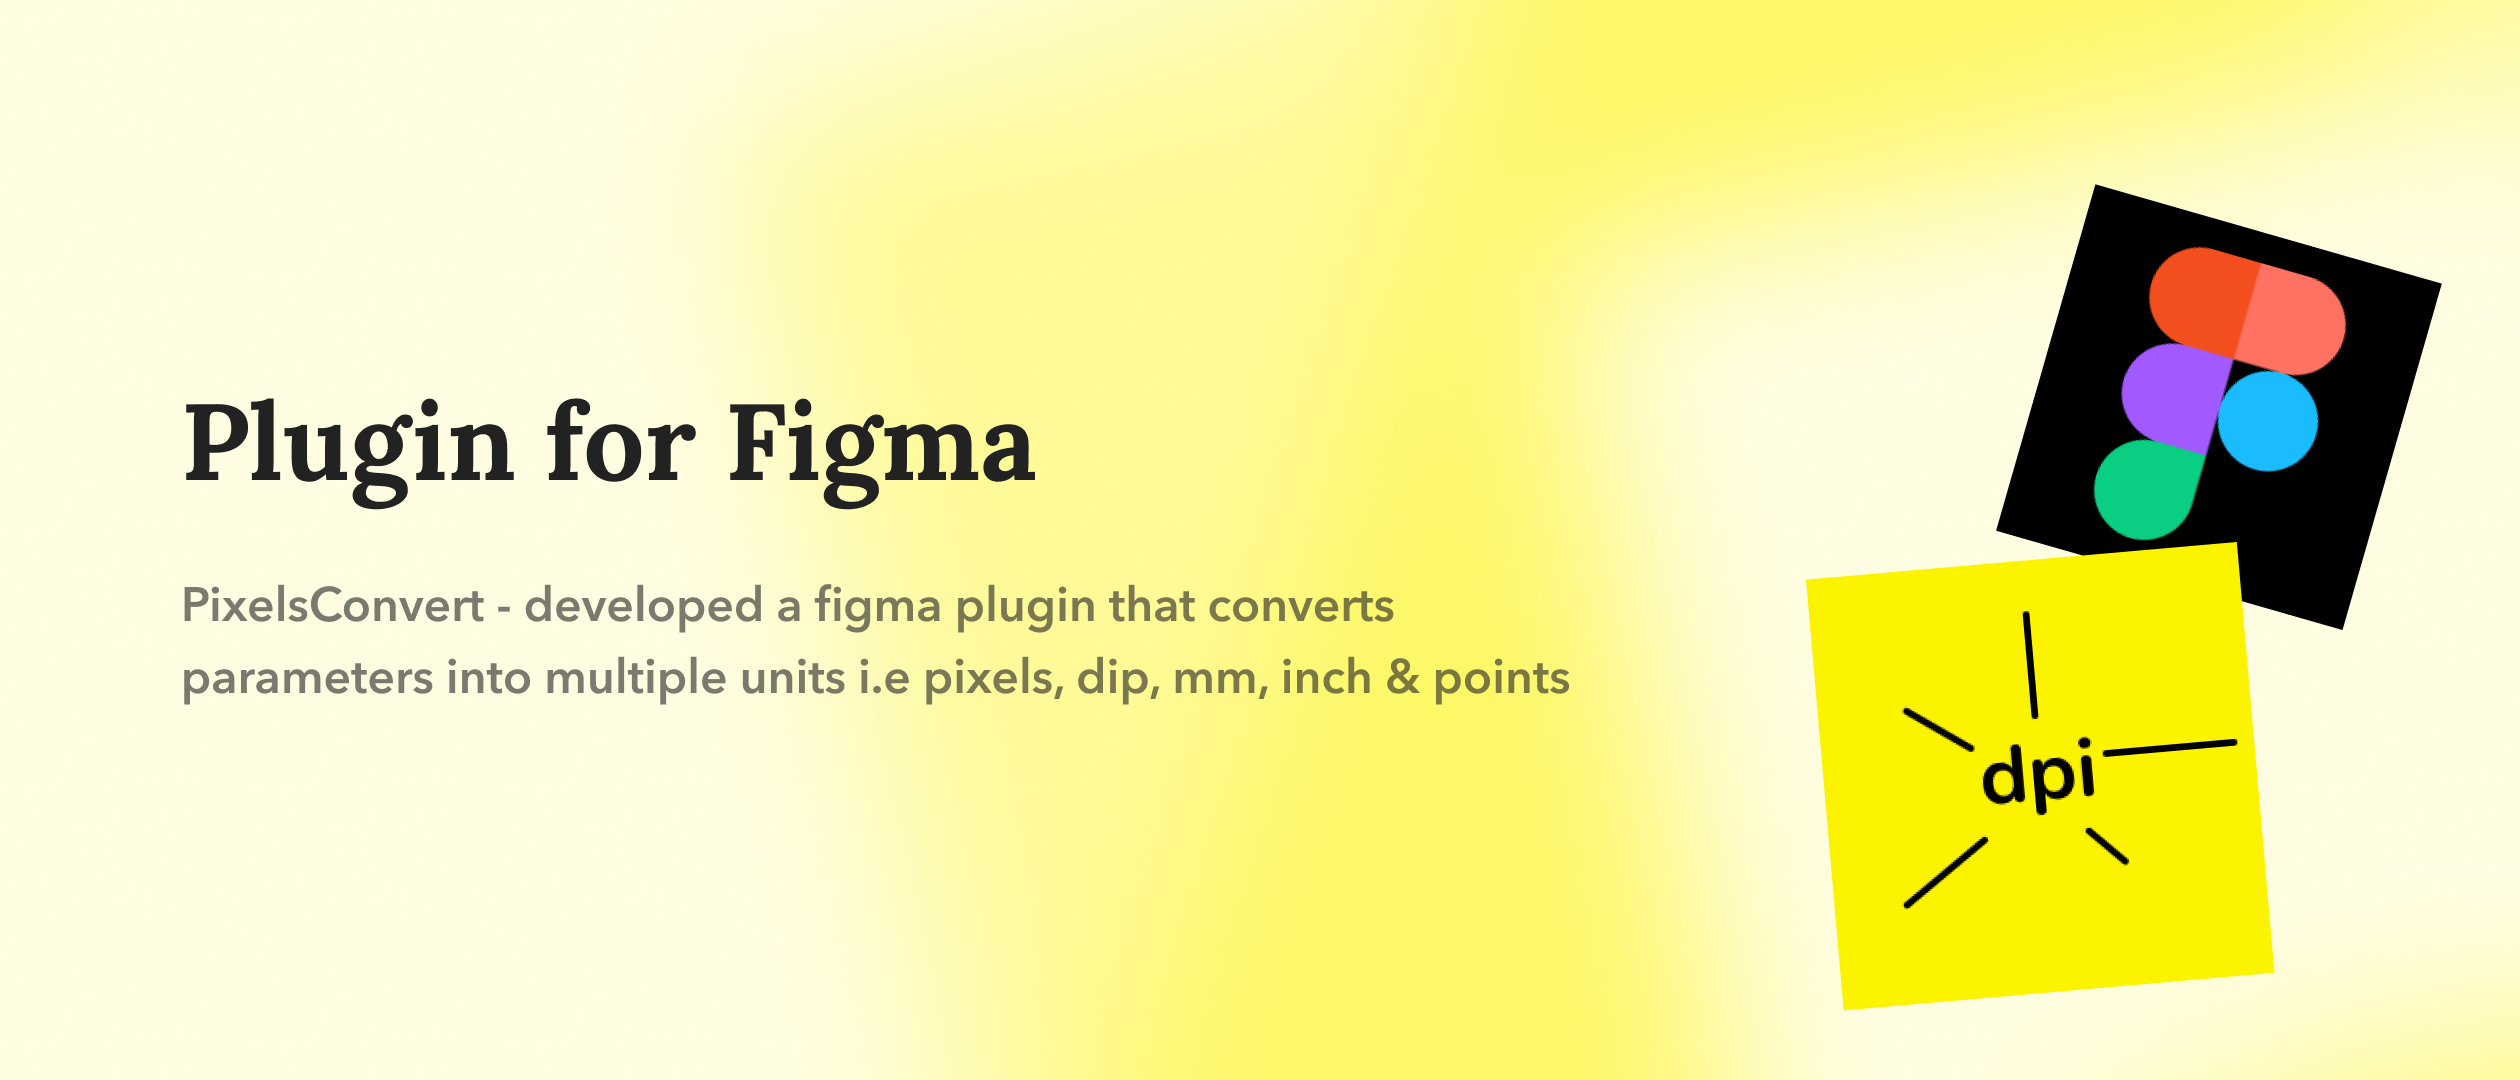 Plugin for Figma
PixelsConvert - developed a figma plugin that converts
parameters into multiple units i.e pixels, dip, mm, inch & points
dpi